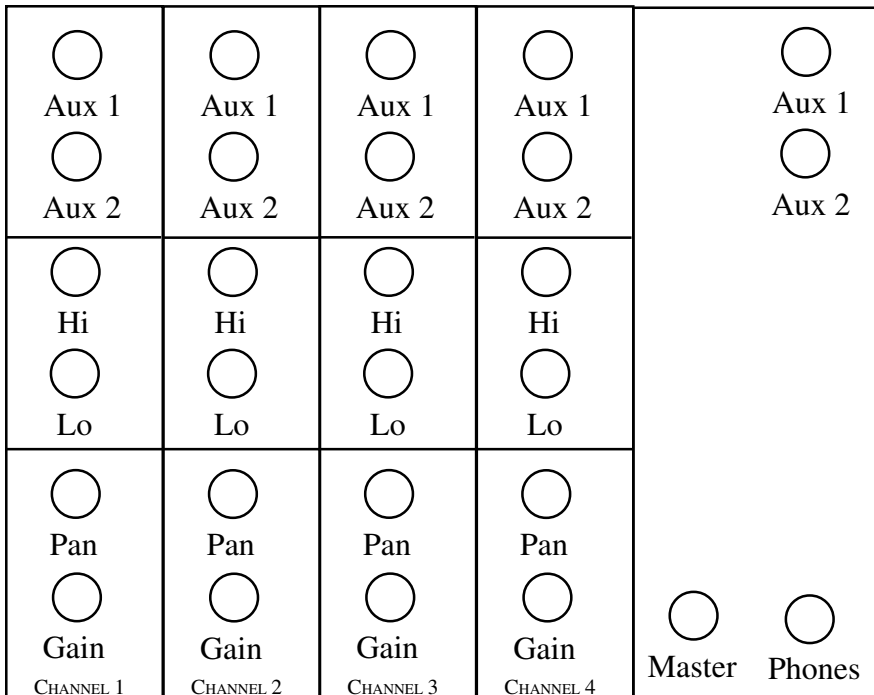 Aux 1 Aux 1 Aux 1 Aux 1 Aux 1
Aux 2 Aux 2 Aux 2 Aux 2 Aux 2
Hi Hi Hi Hi
Lo Lo Lo Lo
Pan Pan Pan Pan
Gain Gain Gain Gain Master Phones
CHANNEL 1 CHANNEL 2 CHANNEL 3 CHANNEL 4